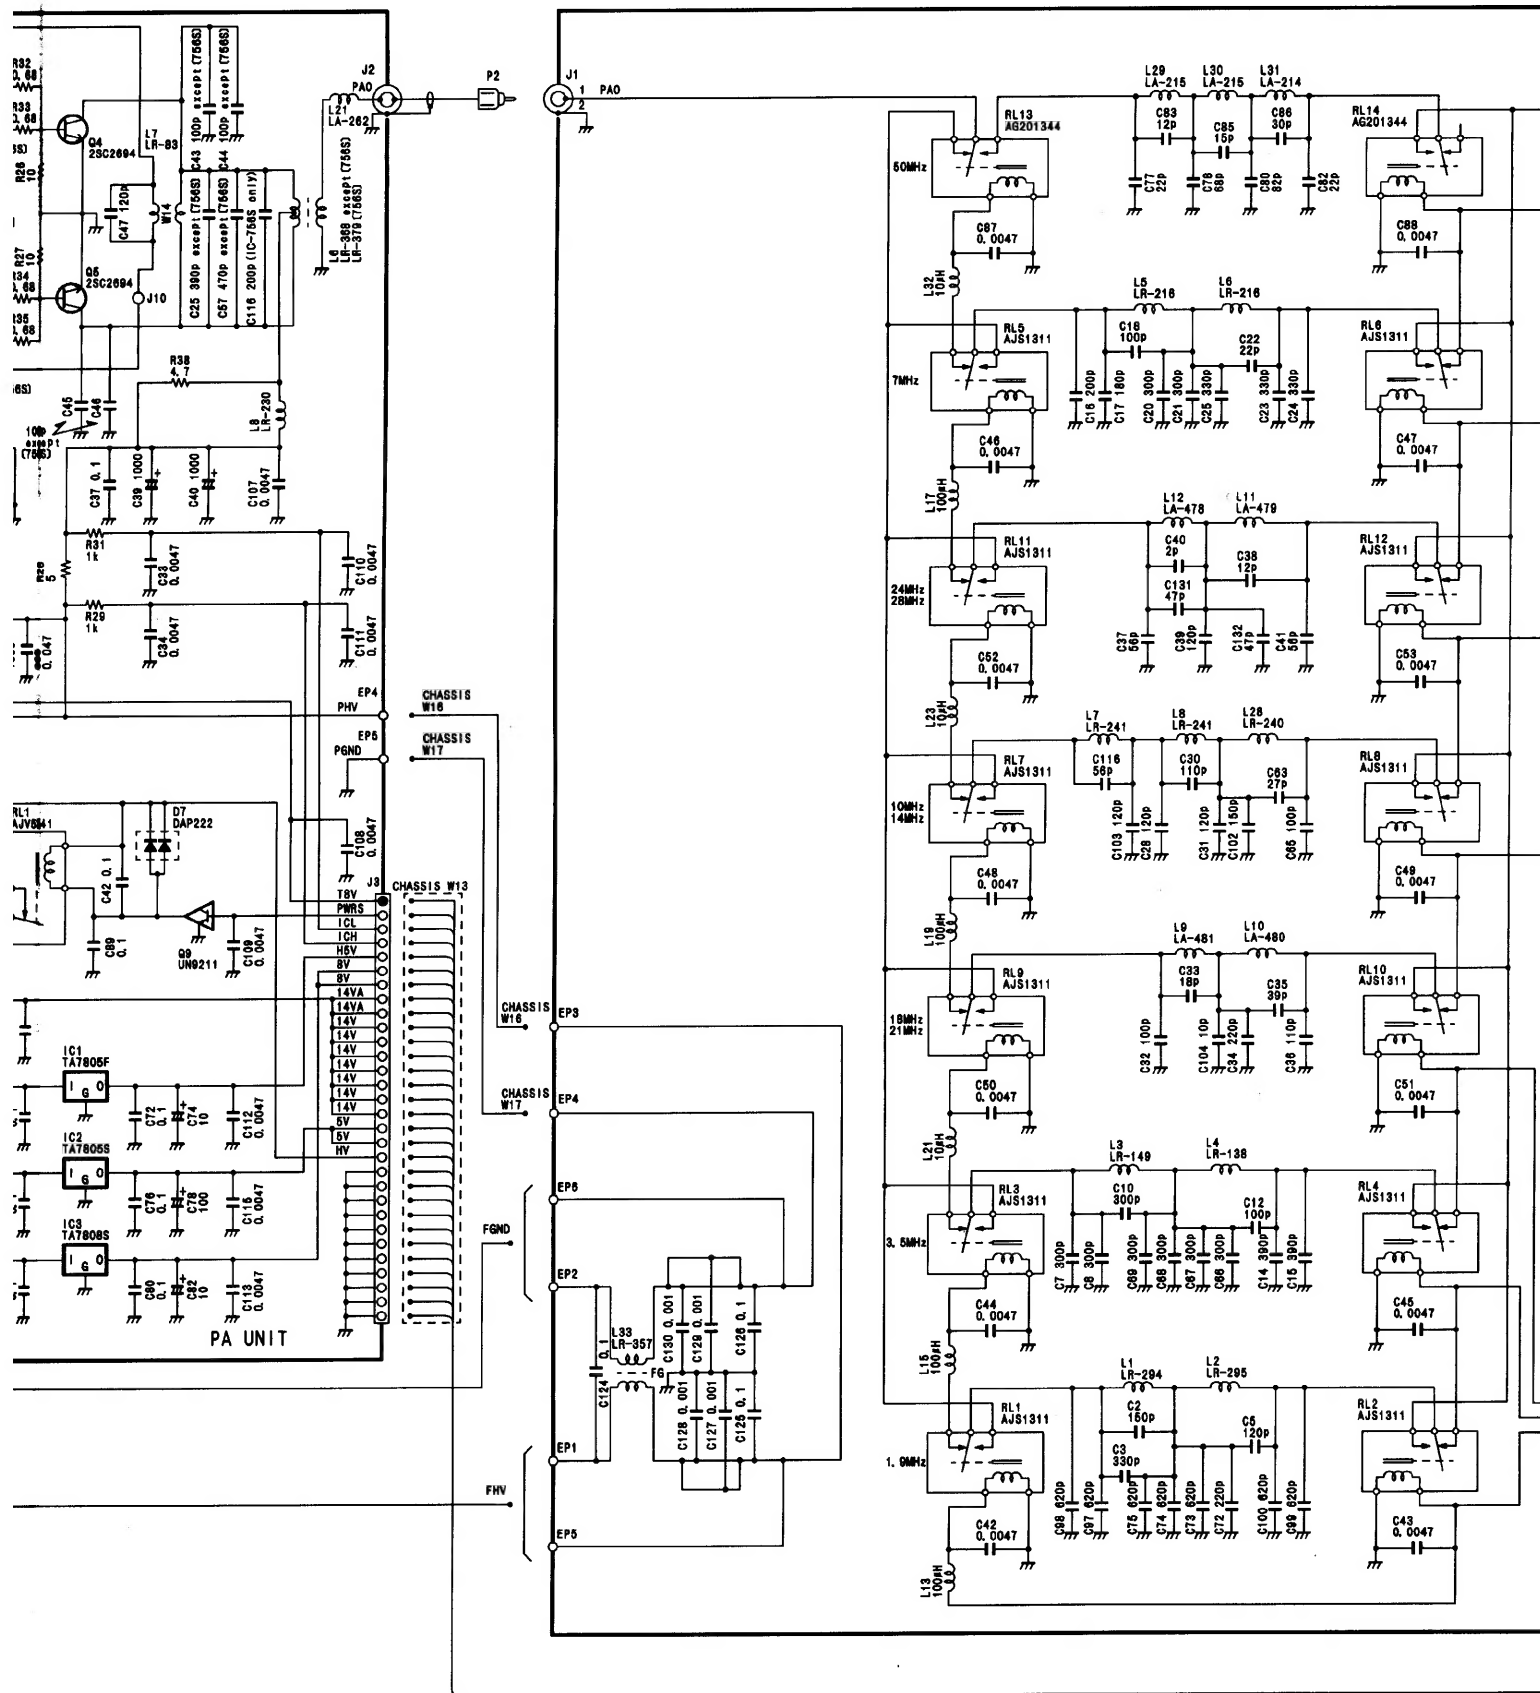 R32
0.68
R33
0.68
R26
10
R27
10
R34
0.68
R35
0.68
Q4
2SC2694
Q5
2SC2694
L7
LR-83
C47 120p
W14
J10
C43 100p except(756S)
C44 100p except(756S)
C25 390p except(756S)
C57 470p except(756S)
C116 200p(IC-756S only)
L6
LR-368 except(756S)
LR-379(756S)
L21
LA-262
J2
PAO
P2
R38
4.7
L8
LR-230
C45
C46
except
(756S)
C37 0.1
C39 1000
C40 1000
C107
0.0047
R31
1k
R29
1k
C33
0.0047
C34
0.0047
C110
0.0047
C111
0.0047
0.047
EP4
PHV
EP5
PGND
CHASSIS
W16
CHASSIS
W17
C108
0.0047
RL1
D7
DAP222
C42 0.1
C89
0.1
Q9
UN9211
C109
0.0047
J3
CHASSIS W13
T8V
PWRS
ICL
ICH
H5V
8V
8V
14VA
14VA
14V
14V
14V
14V
14V
14V
14V
5V
5V
HV
IC1
TA7805F
I
G
O
C72
0.1
C74
10
C112
0.0047
IC2
TA7805S
I
G
O
C76
0.1
C78
100
C115
0.0047
IC3
TA7808S
I
G
O
C80
0.1
C82
10
C113
0.0047
PA UNIT
J1
1
2
PAO
CHASSIS
W16
EP3
CHASSIS
W17
EP4
EP6
FGND
EP2
L33
LR-357
FG
C124
0.1
C130 0.001
C129 0.001
C126 0.1
C128 0.001
C127 0.001
C125 0.1
EP1
FHV
EP5
RL13
AG201344
50MHz
L29
LA-215
L30
LA-215
L31
LA-214
C83
12p
C85
15p
C86
30p
C77
22p
C78
68p
C80
82p
C82
22p
RL14
AG201344
C87
0.0047
C88
0.0047
L32
10μH
RL5
AJS1311
7MHz
L5
LR-216
L6
LR-216
C18
100p
C22
22p
C16 200p
C17 180p
C20 300p
C21 300p
C25 330p
C23 330p
C24 330p
RL6
AJS1311
C46
0.0047
C47
0.0047
L17
100μH
RL11
AJS1311
24MHz
28MHz
L12
LA-478
L11
LA-479
C40
2p
C38
12p
C131
47p
C37
56p
C39
120p
C132
47p
C41
56p
RL12
AJS1311
C52
0.0047
C53
0.0047
L23
10μH
RL7
AJS1311
10MHz
14MHz
L7
LR-241
L8
LR-241
L28
LR-240
C116
56p
C30
110p
C63
27p
C103 120p
C28 120p
C31 120p
C102 150p
C65 100p
RL8
AJS1311
C48
0.0047
C49
0.0047
L19
100μH
RL9
AJS1311
18MHz
21MHz
L9
LA-481
L10
LA-480
C33
18p
C35
39p
C32 100p
C104 10p
C34 220p
C36 110p
RL10
AJS1311
C50
0.0047
C51
0.0047
L21
10μH
RL3
AJS1311
3.5MHz
L3
LR-149
L4
LR-138
C10
300p
C12
100p
C7 300p
C8 300p
C69 300p
C68 300p
C67 300p
C66 300p
C14 390p
C15 390p
RL4
AJS1311
C44
0.0047
C45
0.0047
L15
100μH
RL1
AJS1311
1.9MHz
L1
LR-294
L2
LR-295
C2
150p
C3
330p
C5
120p
C98 620p
C97 620p
C75 620p
C74 620p
C73 620p
C72 220p
C100 620p
C99 620p
RL2
AJS1311
C42
0.0047
C43
0.0047
L13
100μH